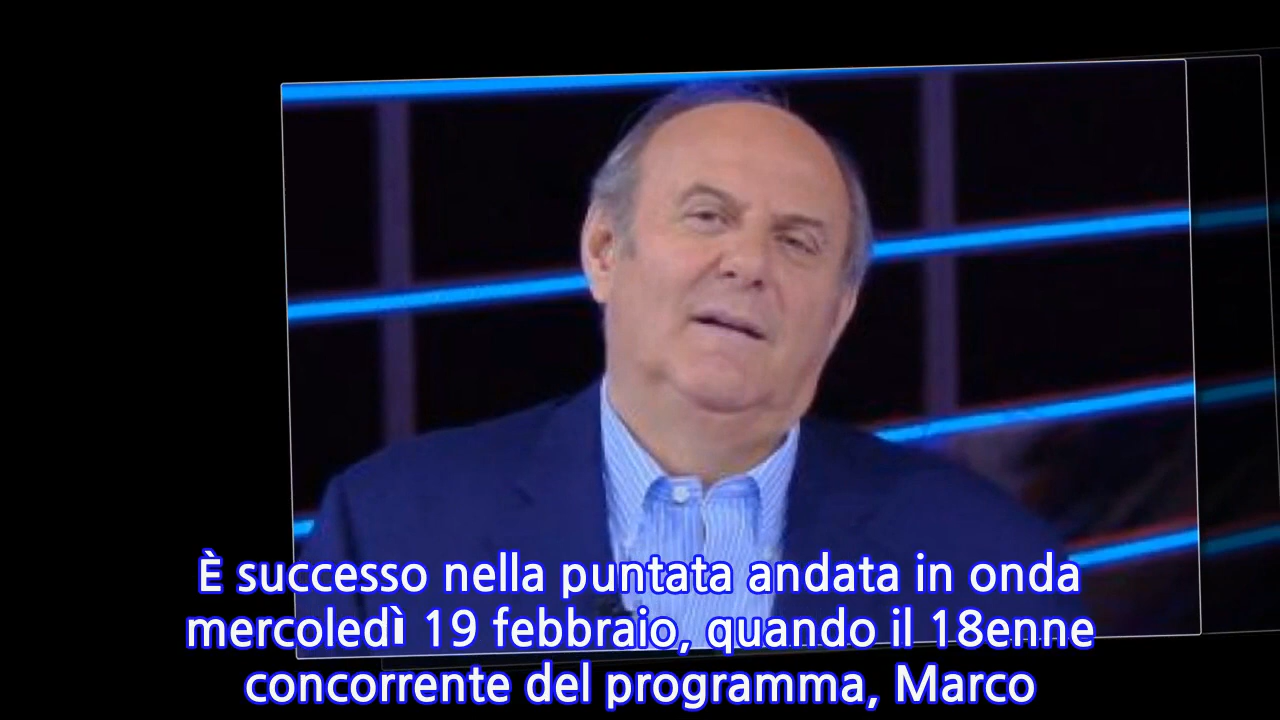 È successo nella puntata andata in onda
mercoledì 19 febbraio, quando il 18enne
concorrente del programma, Marco